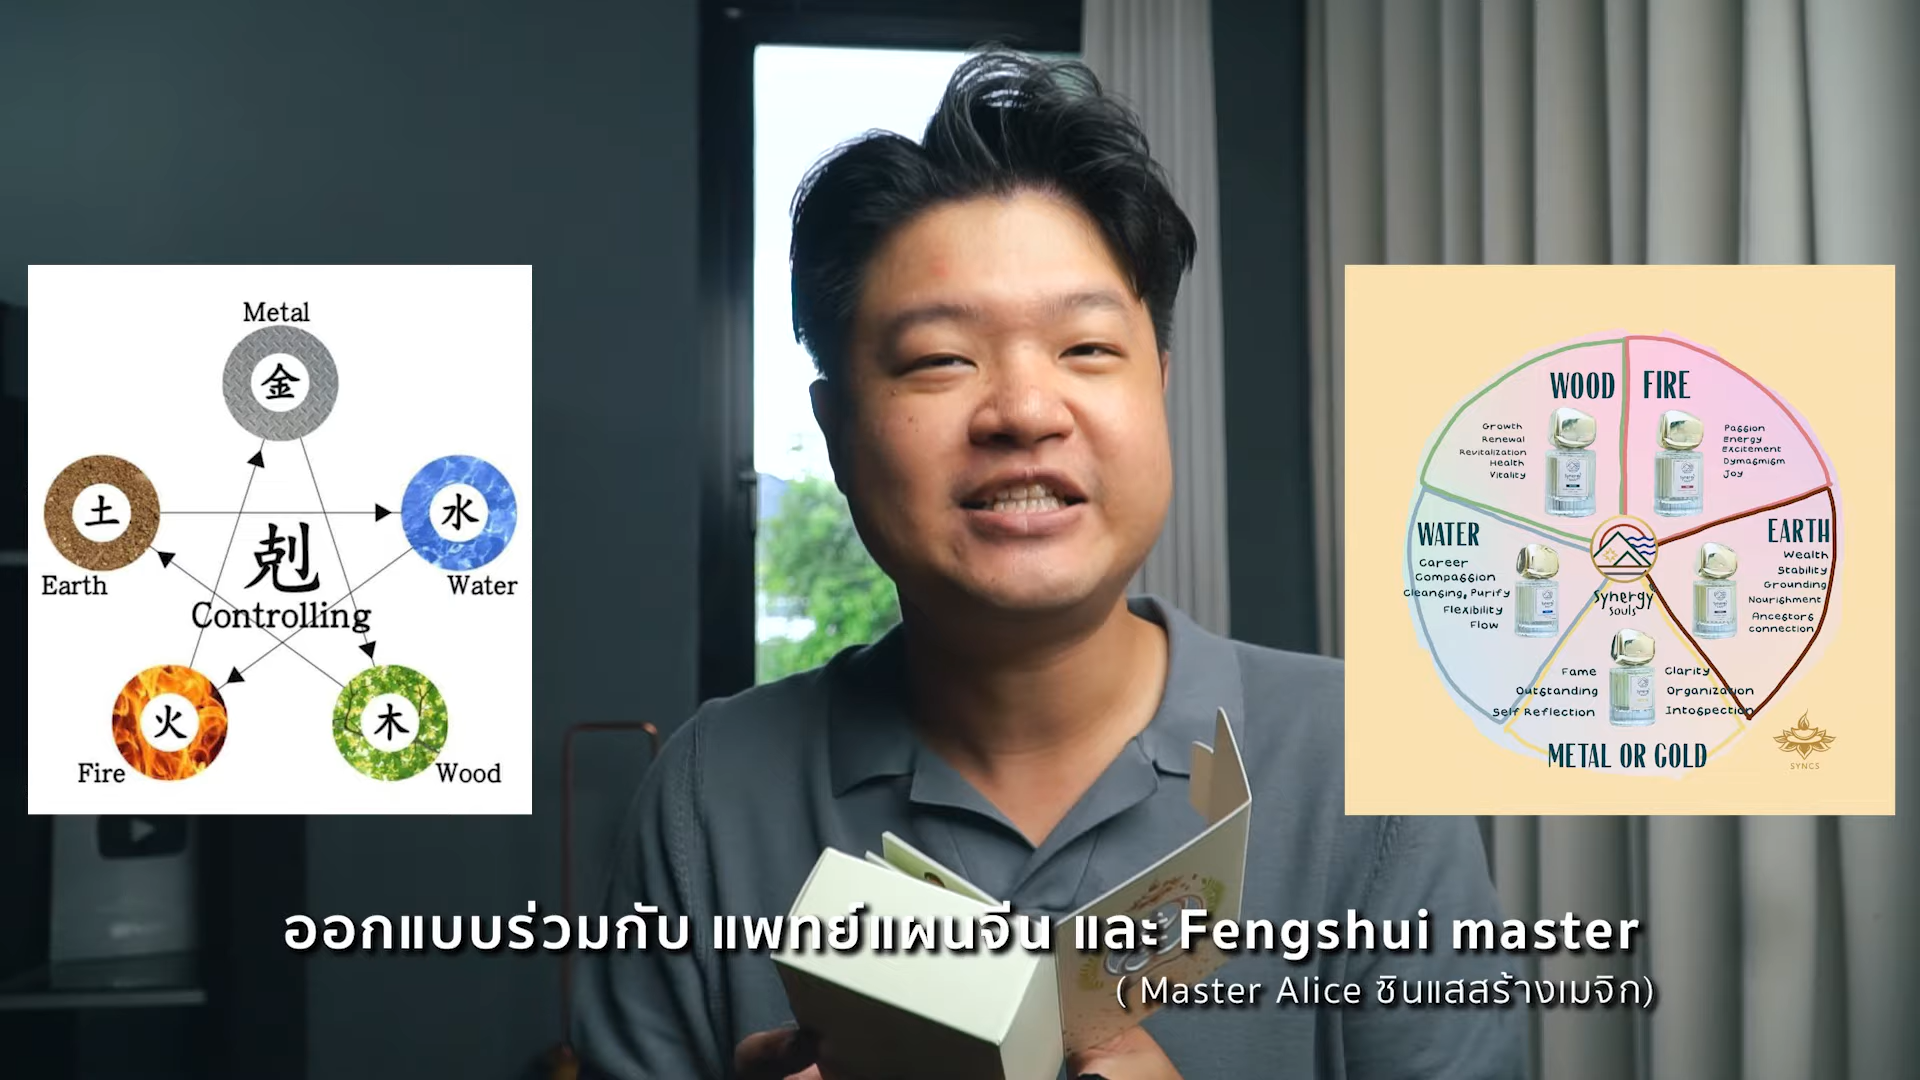 Metal
金
土
水
Earth
剋
Water
Controlling
火
木
Fire
Wood
WOOD
FIRE
Growth
Renewal
Revitalization
Health
Vitality
Passion
Energy
Excitement
Dymasmism
Joy
WATER
Career
Compassion
Cleansing, Purify
Flexibility
Flow
EARTH
Wealth
Stability
Grounding
Nourishment
Ancestors
connection
Synergy
Souls
Fame
Outstanding
Self Reflection
Clarity
Organization
Intospection
METAL OR GOLD
SYNCS
ออกแบบร่วมกับ แพทย์แผนจีน และ Fengshui master
( Master Alice ซินแสสร้างเมจิก)